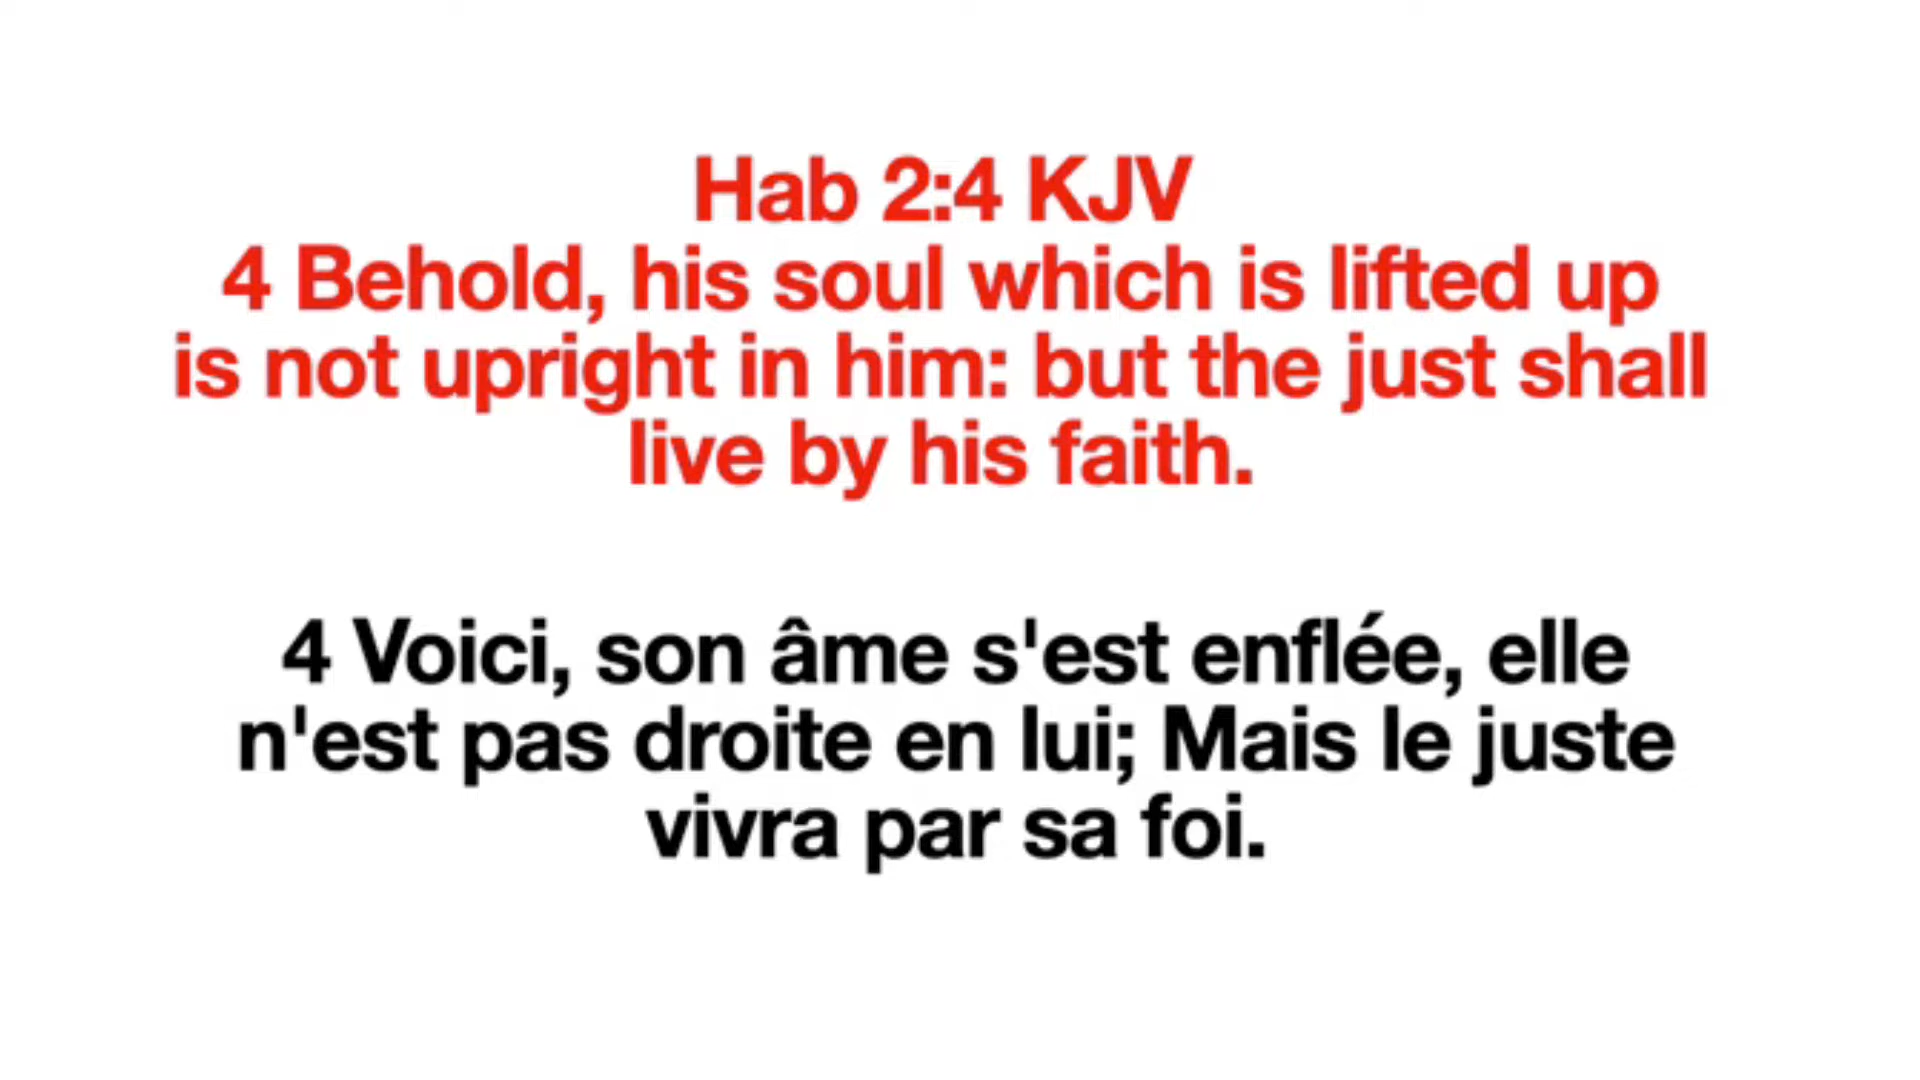 Hab 2:4 KJV
4 Behold, his soul which is lifted up
is not upright in him: but the just shall
live by his faith.
4 Voici, son âme s'est enflée, elle
n'est pas droite en lui; Mais le juste
vivra par sa foi.